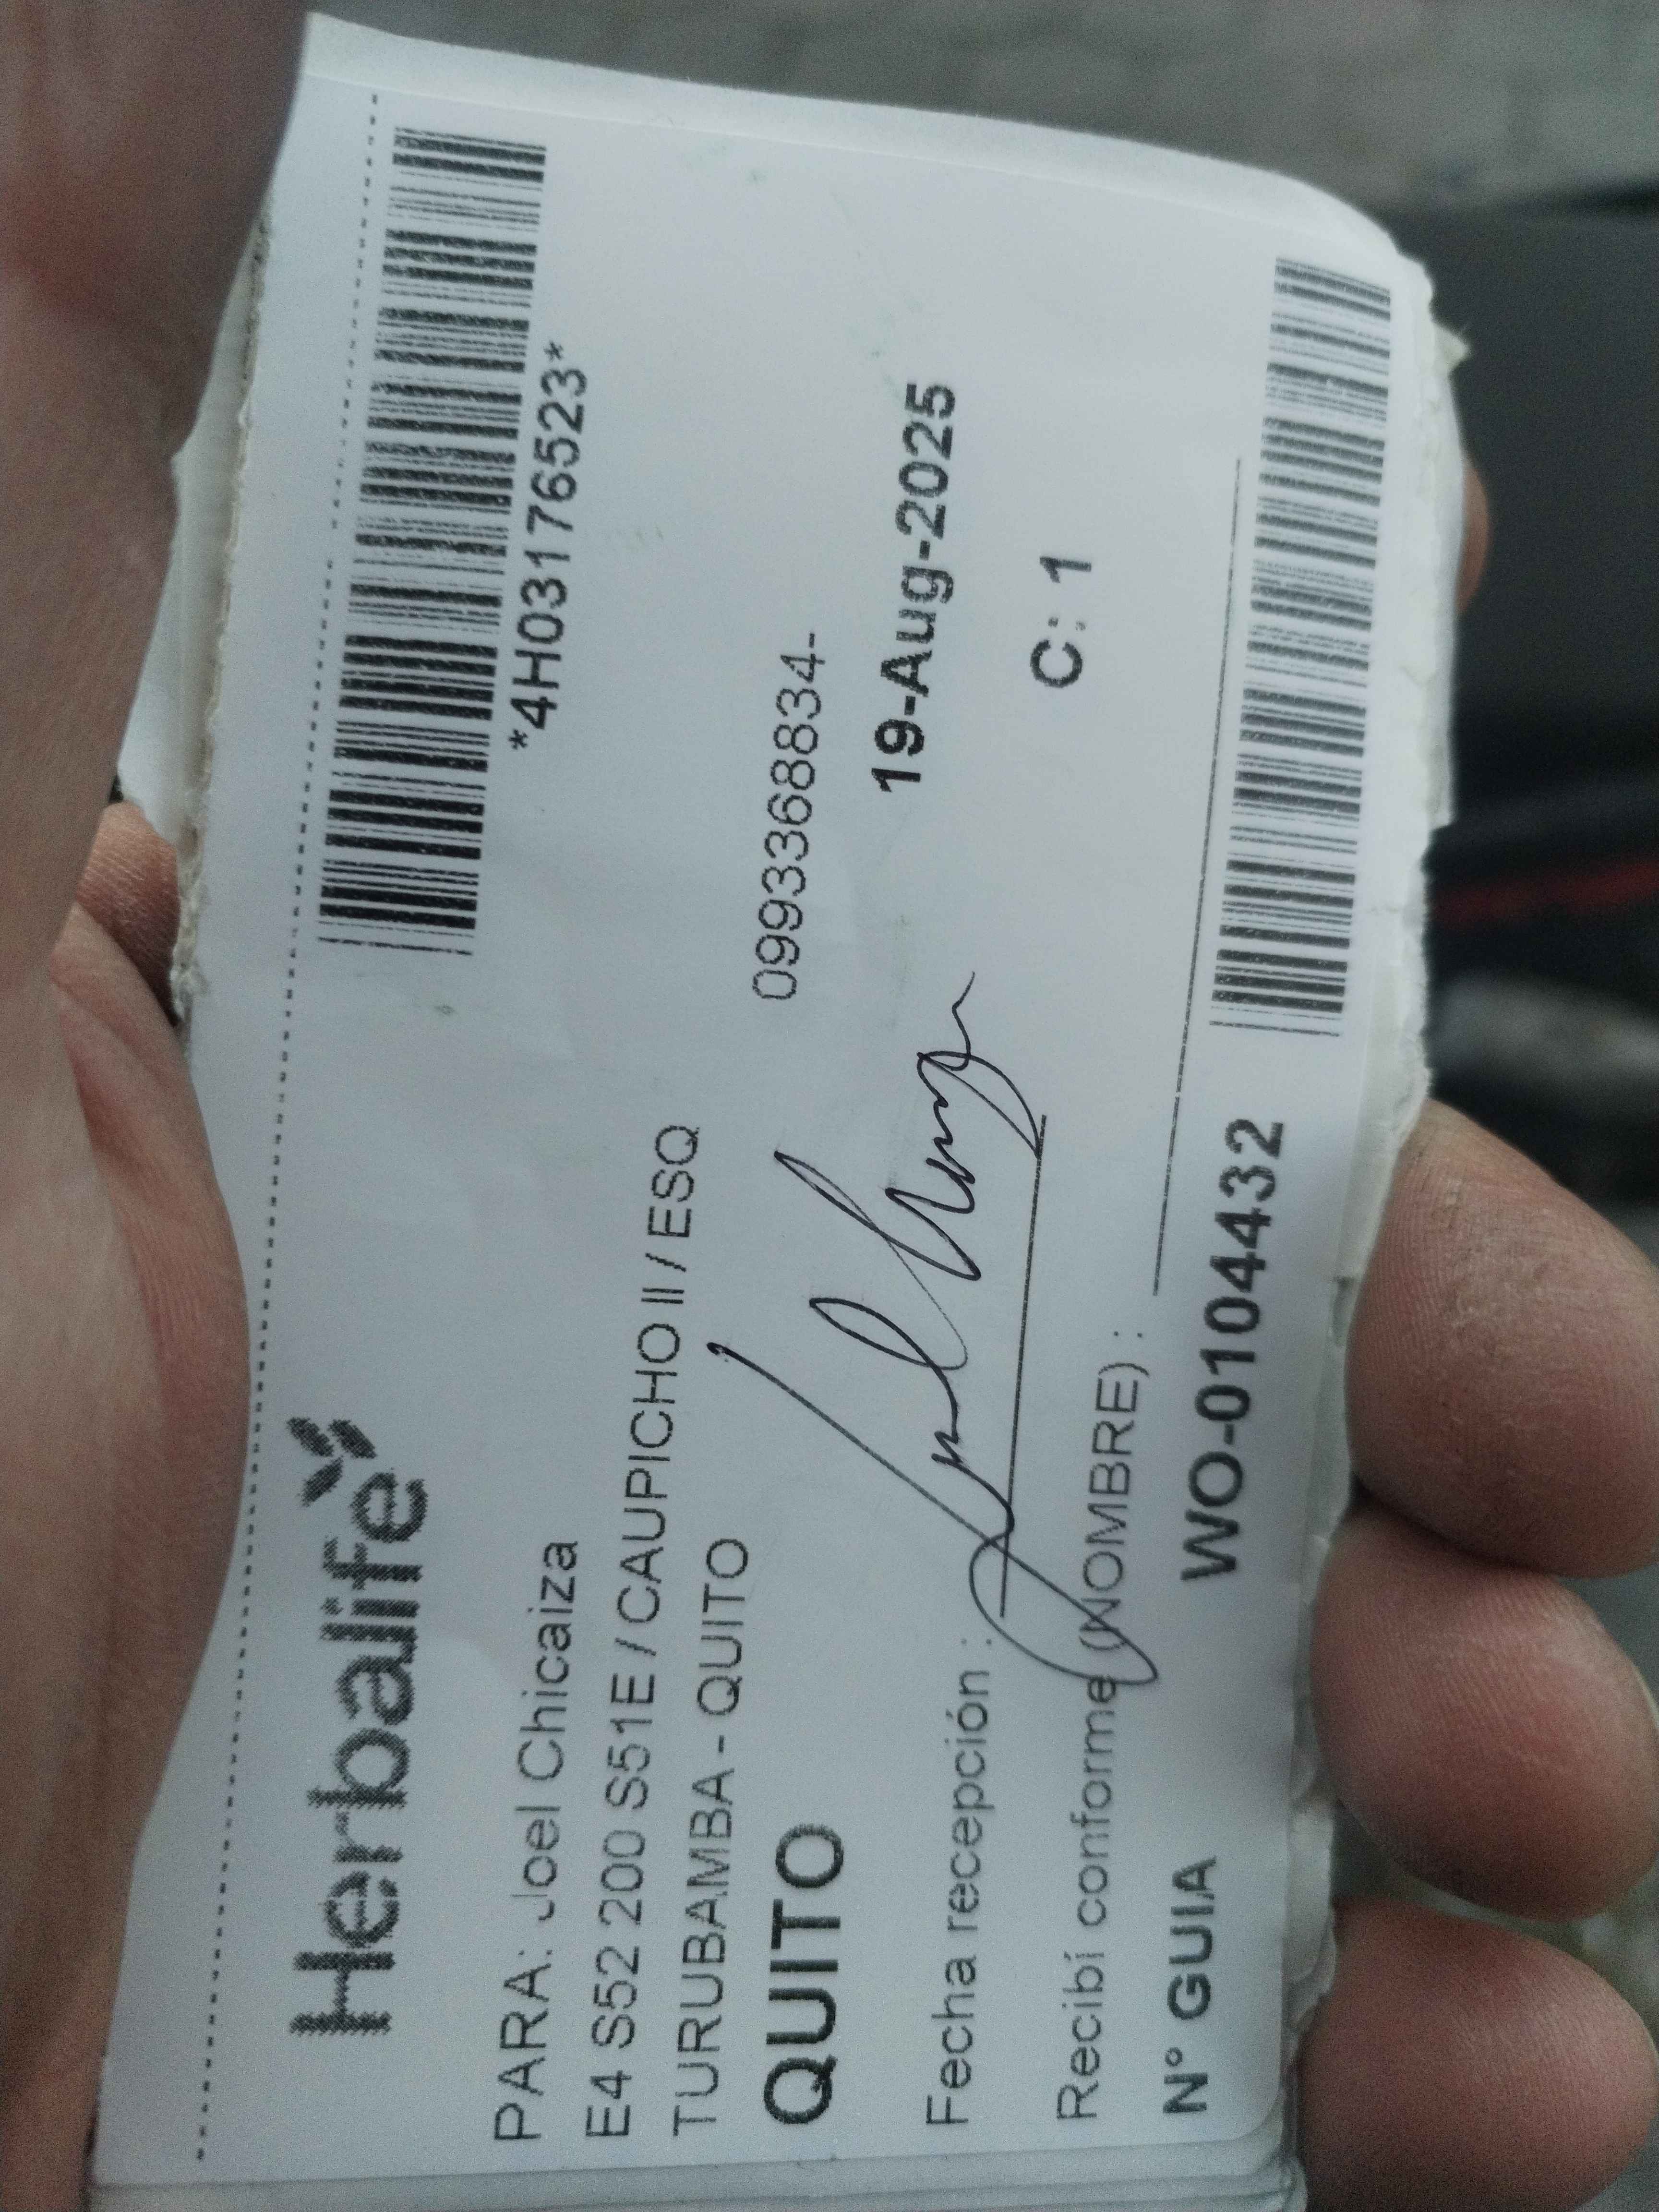 Herbalife
*4H03176523*
PARA: Joel Chicaiza
E4 S52 200 S51E / CAUPICHO II / ESQ
TURUBAMBA - QUITO
0993368834-
QUITO
19-Aug-2025
Fecha recepción :
C: 1
Recibí conforme (NOMBRE) :
N° GUIA
WO-0104432